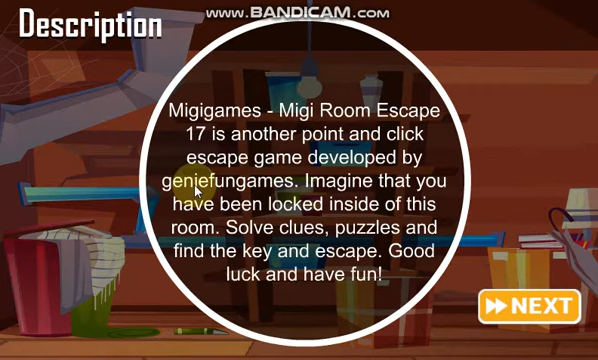 www.BANDICAM.com
Description
Migigames - Migi Room Escape
17 is another point and click
escape game developed by
geniefungames. Imagine that you
have been locked inside of this
room. Solve clues, puzzles and
find the key and escape. Good
luck and have fun!
NEXT